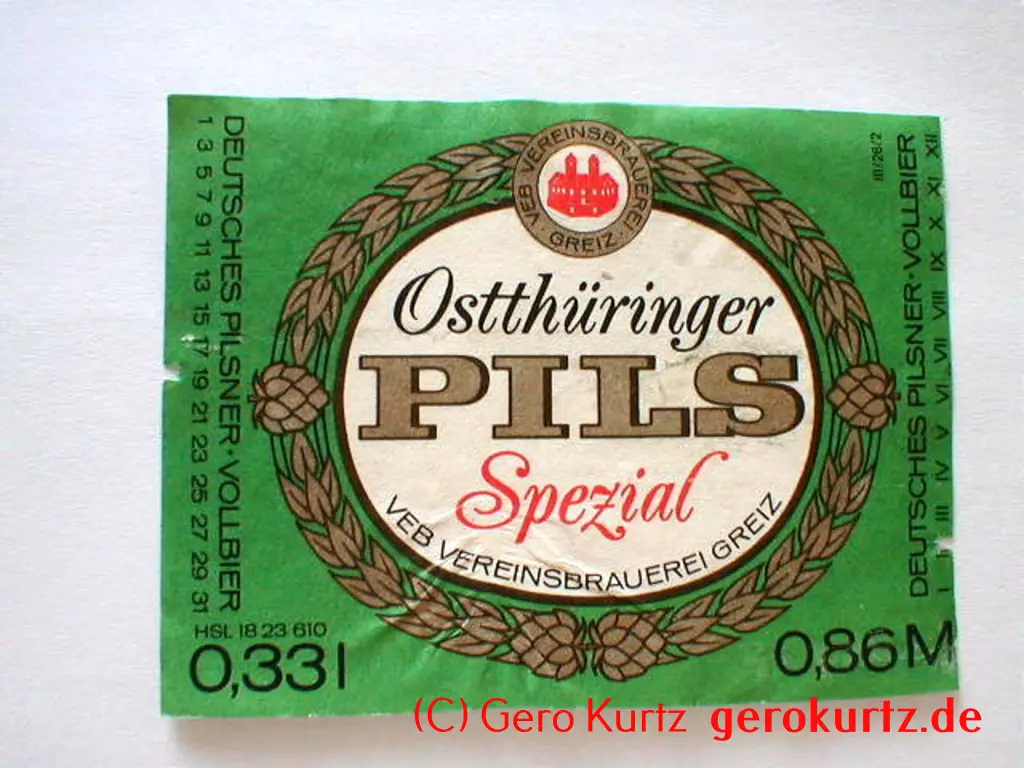 VEB VEREINSBRAUEREI
· GREIZ ·
Ostthüringer
PILS
Spezial
VEB VEREINSBRAUEREI GREIZ
DEUTSCHES PILSNER · VOLLBIER
1 3 5 7 9 11 13 15 17 19 21 23 25 27 29 31
HSL 18 23 610
0,33 l
DEUTSCHES PILSNER · VOLLBIER
I III IV V VI VII VIII IX X XI XII
0,86 M
(C) Gero Kurtz gerokurtz.de